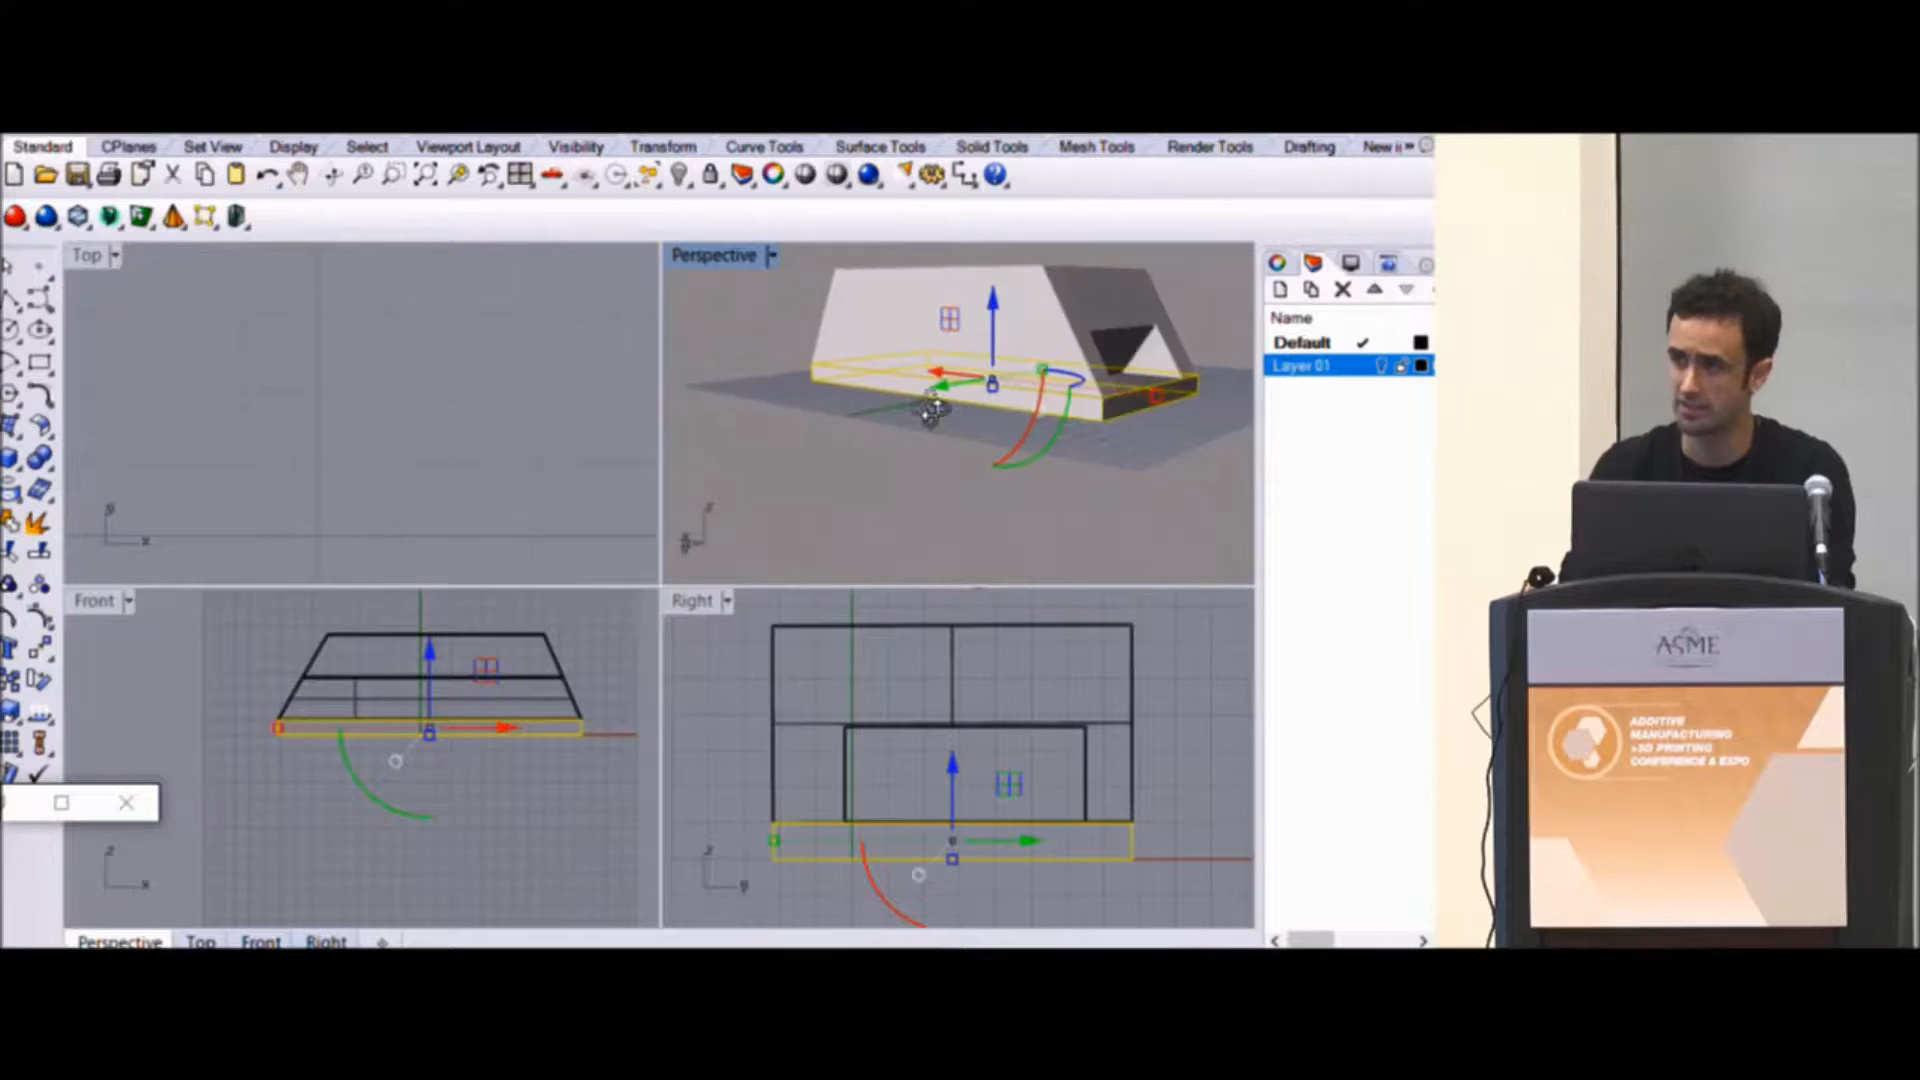 Standard CPlanes Set View Display Select Viewport Layout Visibility Transform Curve Tools Surface Tools Solid Tools Mesh Tools Render Tools Drafting New
Top
Perspective
Name
Default
Layer 01
y
x
z
Front
Right
z
x
z
y
Perspective Top Front Right
ASME
ADDITIVE
MANUFACTURING
+3D PRINTING
CONFERENCE & EXPO